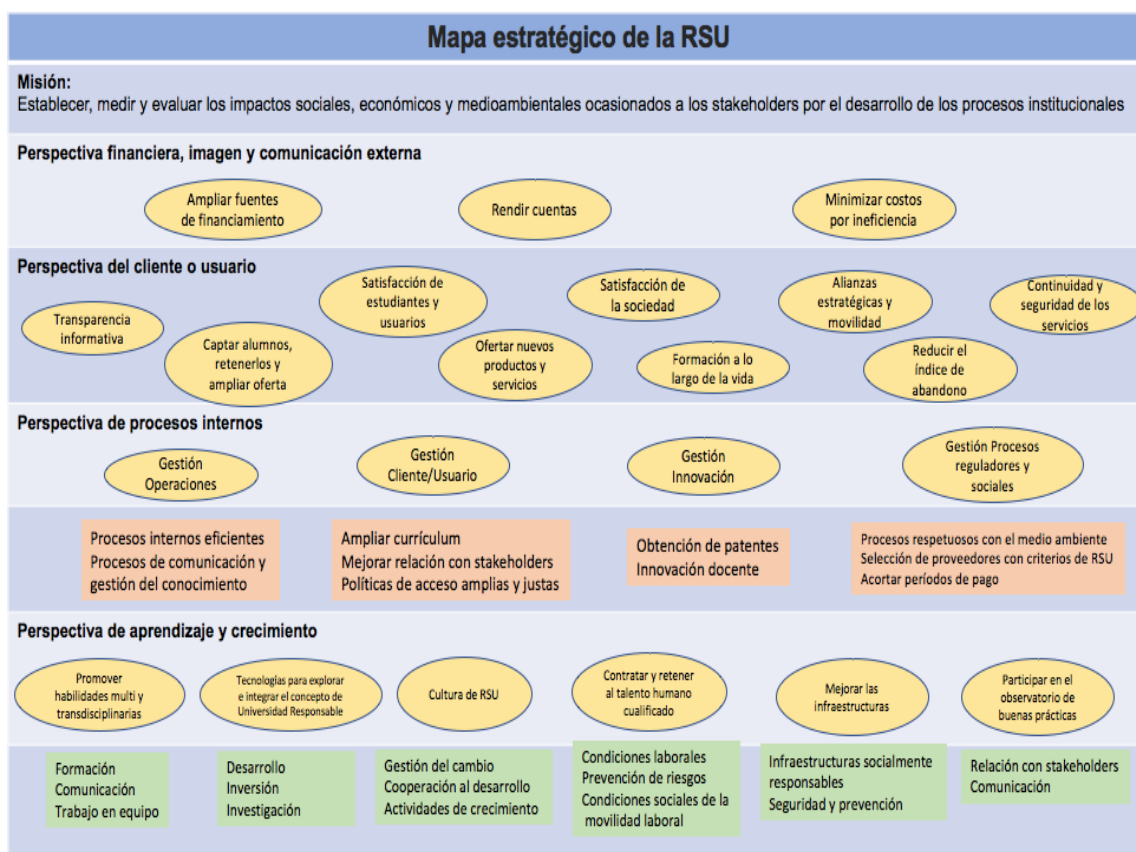 Mapa estratégico de la RSU
Misión:
Establecer, medir y evaluar los impactos sociales, económicos y medioambientales ocasionados a los stakeholders por el desarrollo de los procesos institucionales
Perspectiva financiera, imagen y comunicación externa
Ampliar fuentes
de financiamiento
Rendir cuentas
Minimizar costos
por ineficiencia
Perspectiva del cliente o usuario
Transparencia
informativa
Captar alumnos,
retenerlos y
ampliar oferta
Satisfacción de
estudiantes y
usuarios
Ofertar nuevos
productos y
servicios
Satisfacción de
la sociedad
Formación a lo
largo de la vida
Alianzas
estratégicas y
movilidad
Reducir el
índice de
abandono
Continuidad y
seguridad de los
servicios
Perspectiva de procesos internos
Gestión
Operaciones
Gestión
Cliente/Usuario
Gestión
Innovación
Gestión Procesos
reguladores y
sociales
Procesos internos eficientes
Procesos de comunicación y
gestión del conocimiento
Ampliar currículum
Mejorar relación con stakeholders
Políticas de acceso amplias y justas
Obtención de patentes
Innovación docente
Procesos respetuosos con el medio ambiente
Selección de proveedores con criterios de RSU
Acortar períodos de pago
Perspectiva de aprendizaje y crecimiento
Promover
habilidades multi y
transdisciplinarias
Tecnologías para explorar
e integrar el concepto de
Universidad Responsable
Cultura de RSU
Contratar y retener
al talento humano
cualificado
Mejorar las
infraestructuras
Participar en el
observatorio de
buenas prácticas
Formación
Comunicación
Trabajo en equipo
Desarrollo
Inversión
Investigación
Gestión del cambio
Cooperación al desarrollo
Actividades de crecimiento
Condiciones laborales
Prevención de riesgos
Condiciones sociales de la
movilidad laboral
Infraestructuras socialmente
responsables
Seguridad y prevención
Relación con stakeholders
Comunicación